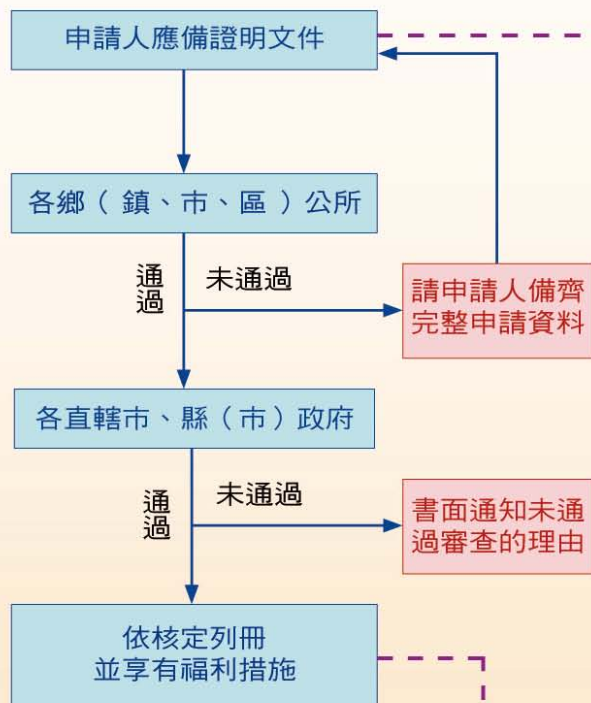 申請人應備證明文件
各鄉（鎮、市、區）公所
通過
未通過
請申請人備齊
完整申請資料
各直轄市、縣（市）政府
通過
未通過
書面通知未通
過審查的理由
依核定列冊
並享有福利措施